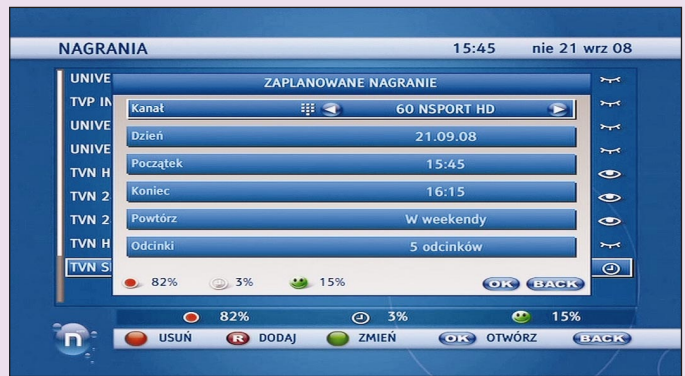 NAGRANIA 15:45 nie 21 wrz 08
UNIVE
ZAPLANOWANE NAGRANIE
TVP IN
Kanał 60 NSPORT HD
UNIVE
Dzień 21.09.08
UNIVE
Początek 15:45
TVN H
Koniec 16:15
TVN 2
Powtórz W weekendy
TVN 2
Odcinki 5 odcinków
TVN H
TVN S
82% 3% 15% OK BACK
82% 3% 15%
n USUŃ R DODAJ ZMIEŃ OK OTWÓRZ BACK